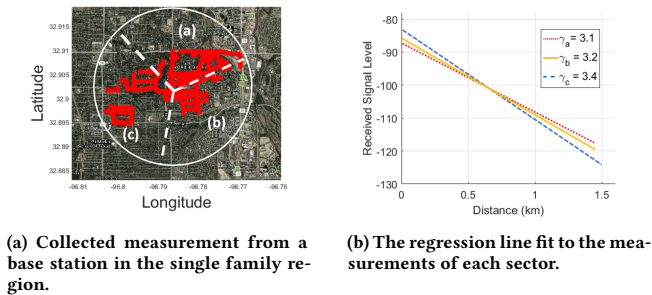 32.915
32.91
32.905
32.9
32.895
32.89
32.885
Latitude
(a)
(b)
(c)
-96.81 -96.8 -96.79 -96.78 -96.77 -96.76
Longitude
-80
-90
-100
-110
-120
-130
Received Signal Level
γa = 3.1
γb = 3.2
γc = 3.4
0 0.5 1 1.5
Distance (km)
(a) Collected measurement from a
base station in the single family re-
gion.
(b) The regression line fit to the mea-
surements of each sector.